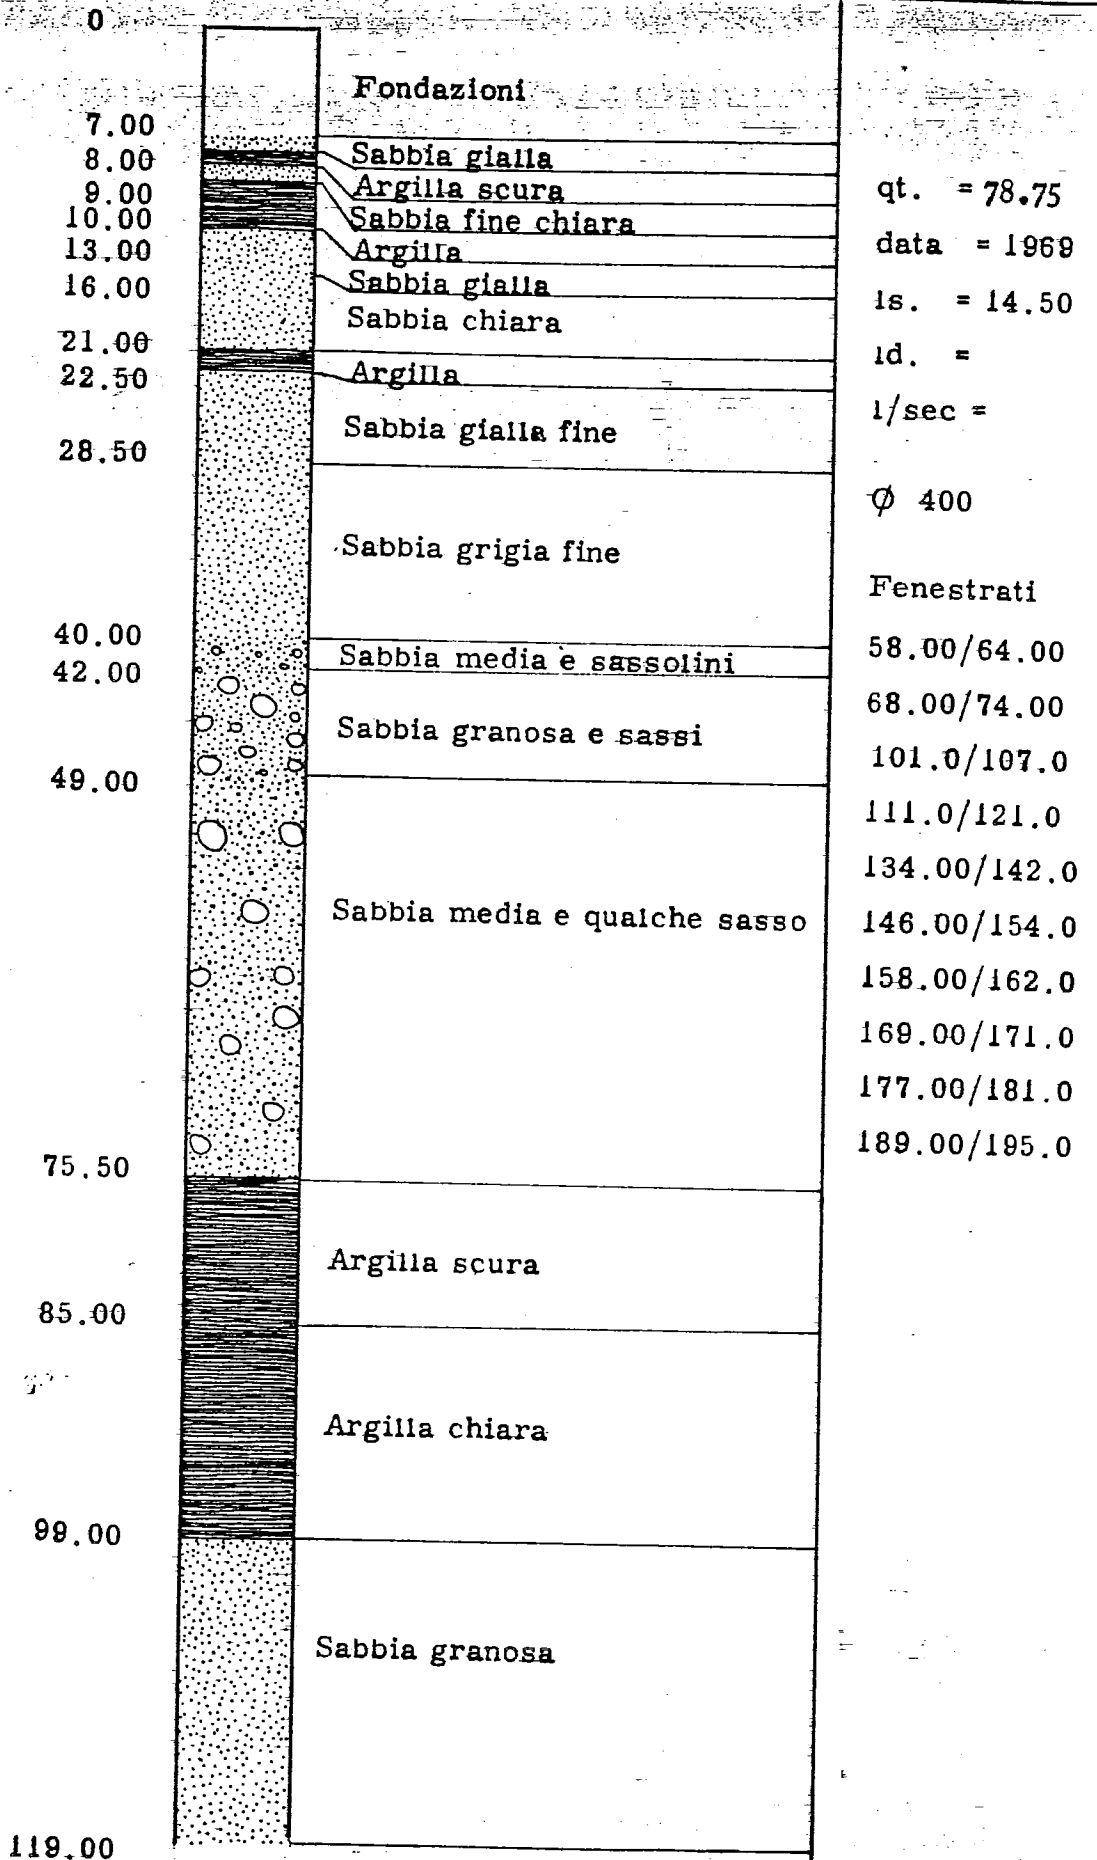 0
Fondazioni
7.00
Sabbia gialla
8.00
Argilla scura
9.00
Sabbia fine chiara
10.00
Argilla
13.00
Sabbia gialla
16.00
Sabbia chiara
21.00
Argilla
22.50
Sabbia gialla fine
28.50
Sabbia grigia fine
40.00
Sabbia media e sassolini
42.00
Sabbia granosa e sassi
49.00
Sabbia media e qualche sasso
75.50
Argilla scura
85.00
Argilla chiara
99.00
Sabbia granosa
119.00
qt. = 78.75
data = 1969
ls. = 14.50
ld. =
l/sec =
Ø 400
Fenestrati
58.00/64.00
68.00/74.00
101.0/107.0
111.0/121.0
134.00/142.0
146.00/154.0
158.00/162.0
169.00/171.0
177.00/181.0
189.00/195.0